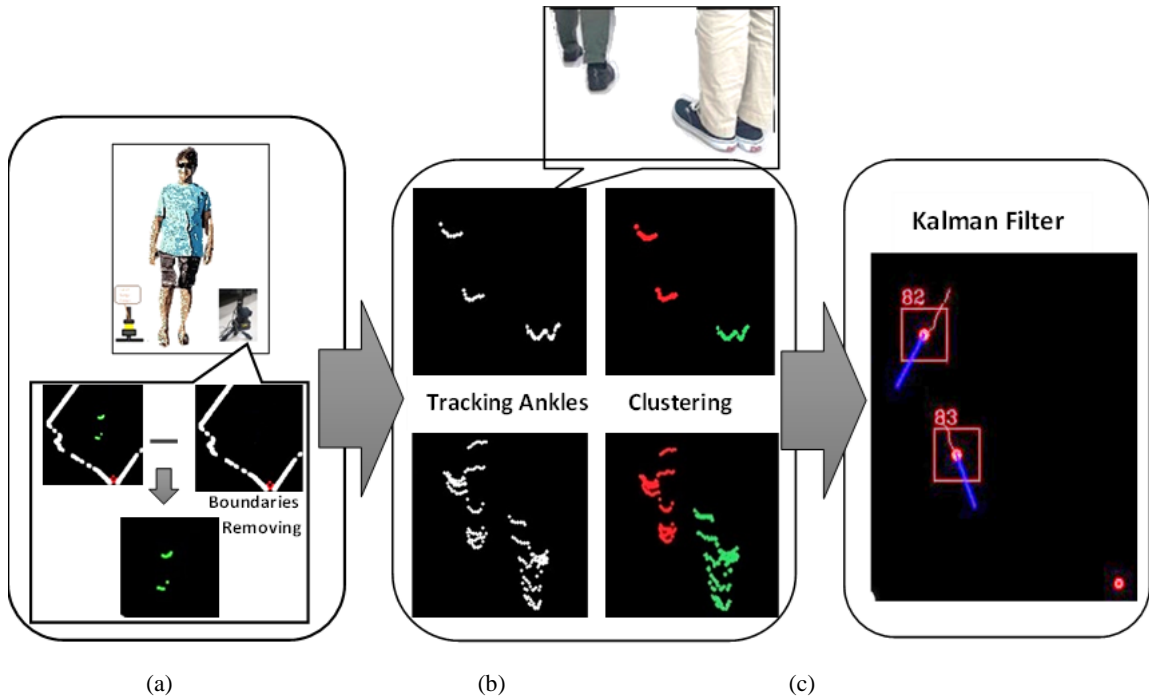 Kalman Filter
82
83
Tracking Ankles
Clustering
Boundaries
Removing
(a)
(b)
(c)